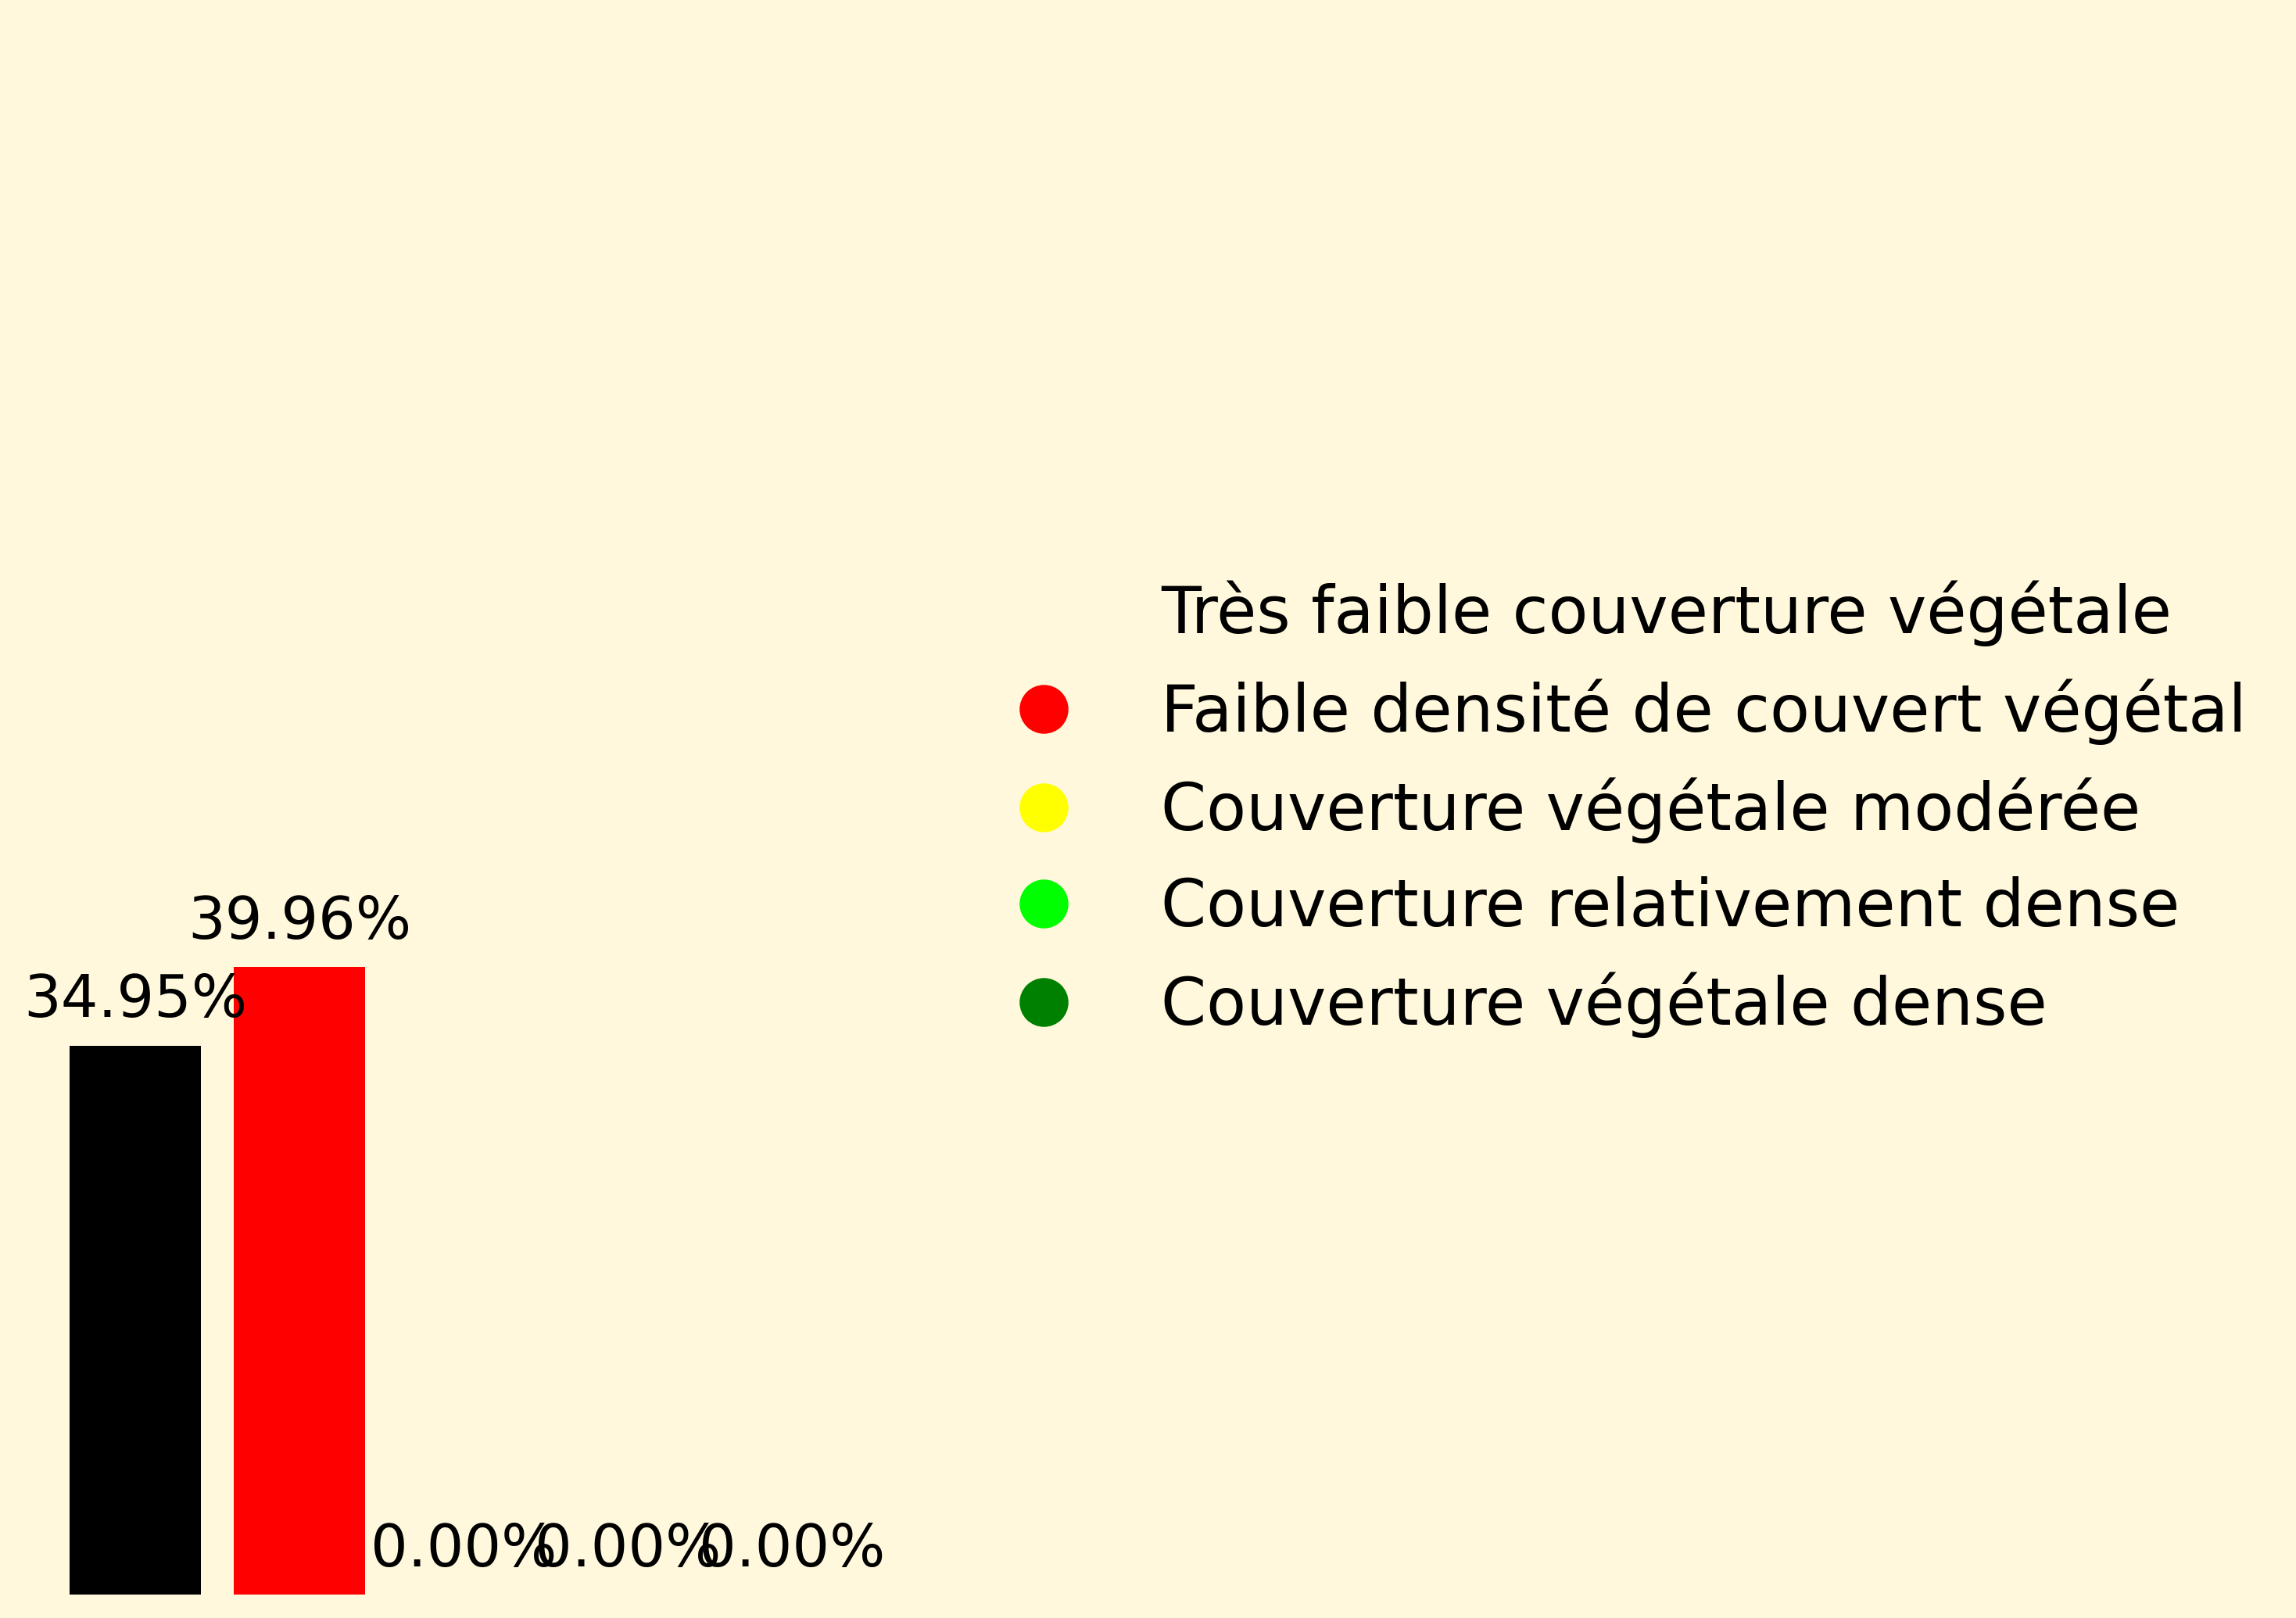 Très faible couverture végétale
Faible densité de couvert végétal
Couverture végétale modérée
Couverture relativement dense
Couverture végétale dense
39.96%
34.95%
0.00% 0.00% 0.00%